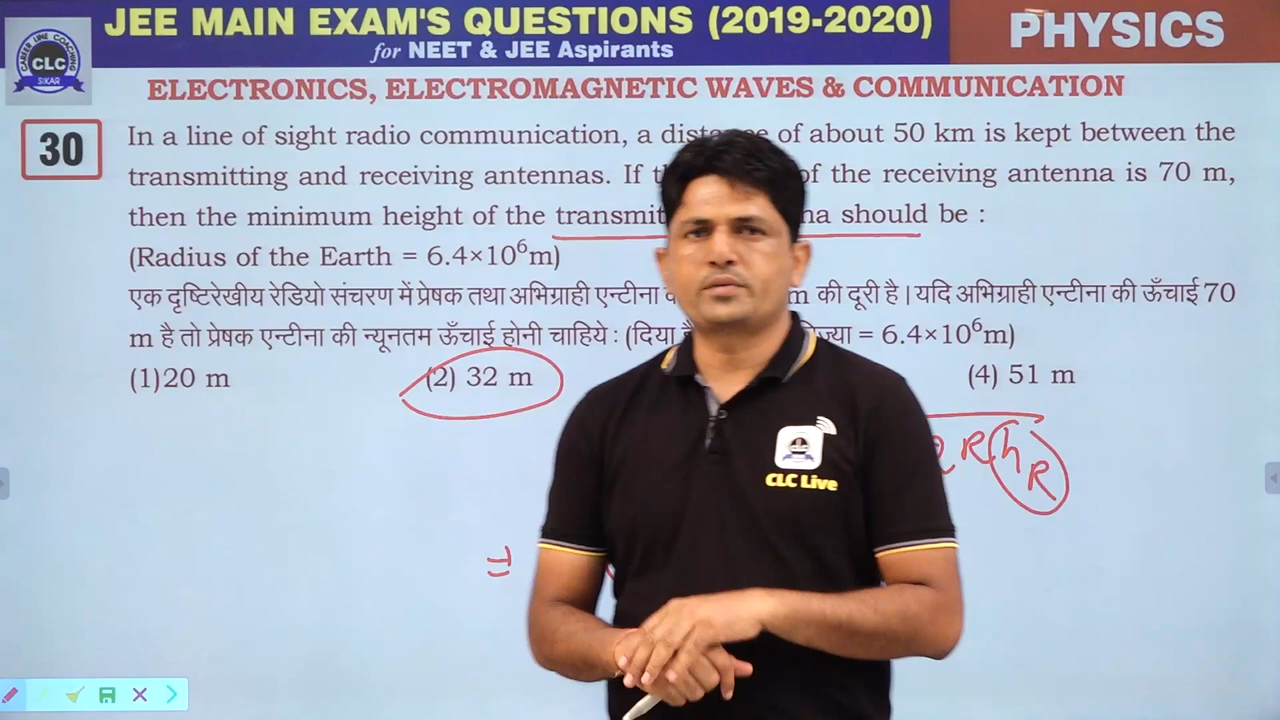 JEE MAIN EXAM'S QUESTIONS (2019-2020)
for NEET & JEE Aspirants
PHYSICS
CAREER LINE COACHING
CLC
SIKAR
ELECTRONICS, ELECTROMAGNETIC WAVES & COMMUNICATION
30
In a line of sight radio communication, a of about 50 km is kept between the
transmitting and receiving antennas. If of the receiving antenna is 70 m,
then the minimum height of the transmit should be :
(Radius of the Earth = 6.4×10⁶m)
एक दृष्टिरेखीय रेडियो संचरण में प्रेषक तथा अभिग्राही एन्टीना m की दूरी है। यदि अभिग्राही एन्टीना की ऊँचाई 70
m है तो प्रेषक एन्टीना की न्यूनतम ऊँचाई होनी चाहिये : (दिया = 6.4×10⁶m)
(1)20 m (2) 32 m (4) 51 m
R h R
=
CLC Live